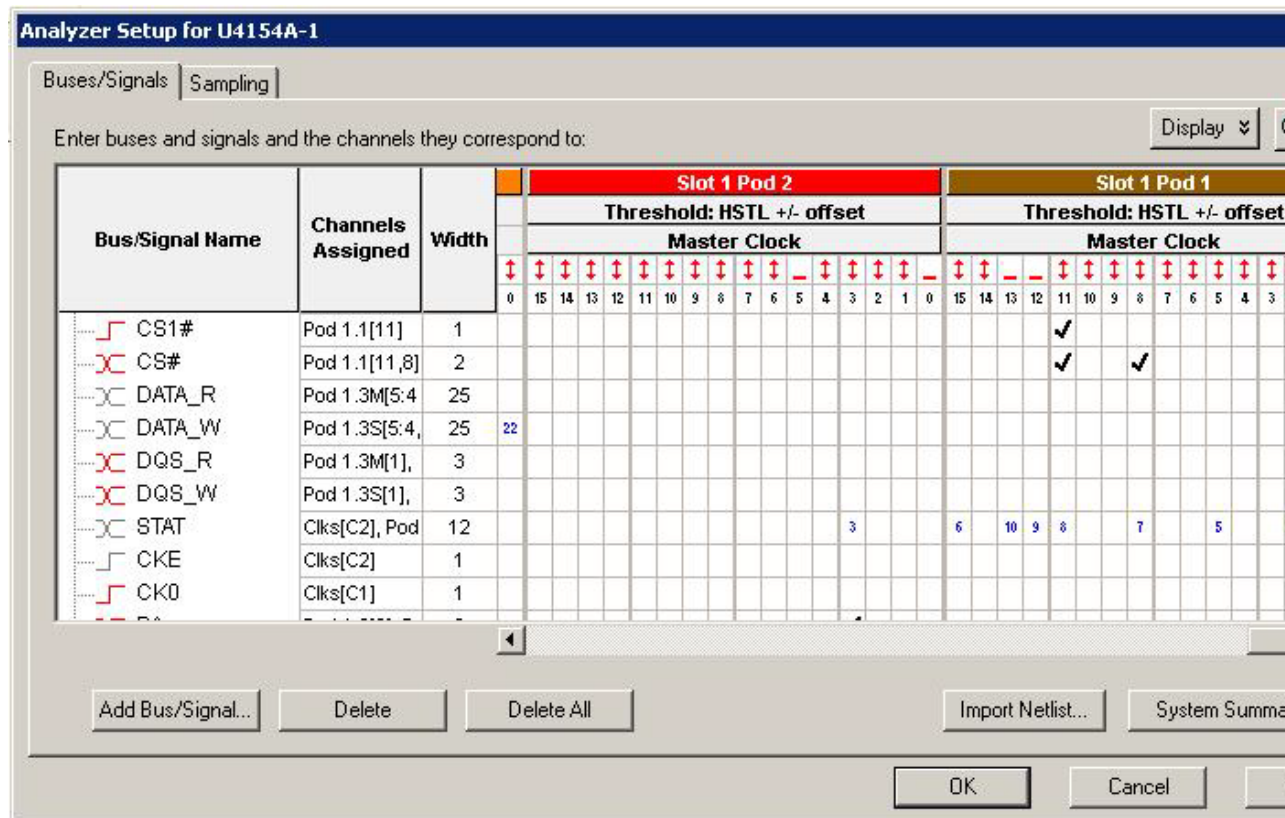 Analyzer Setup for U4154A-1
Buses/Signals Sampling
Display
Enter buses and signals and the channels they correspond to:
Bus/Signal Name Channels Assigned Width Slot 1 Pod 2 Slot 1 Pod 1
Threshold: HSTL +/- offset Threshold: HSTL +/- offset
Master Clock Master Clock
0 15 14 13 12 11 10 9 8 7 6 5 4 3 2 1 0 15 14 13 12 11 10 9 8 7 6 5 4 3
CS1# Pod 1.1[11] 1
CS# Pod 1.1[11,8] 2
DATA_R Pod 1.3M[5:4 25
DATA_W Pod 1.3S[5:4, 25 22
DQS_R Pod 1.3M[1], 3
DQS_W Pod 1.3S[1], 3
STAT Clks[C2], Pod 12 3 6 10 9 8 7 5
CKE Clks[C2] 1
CK0 Clks[C1] 1
Add Bus/Signal... Delete Delete All Import Netlist... System Summa
OK Cancel